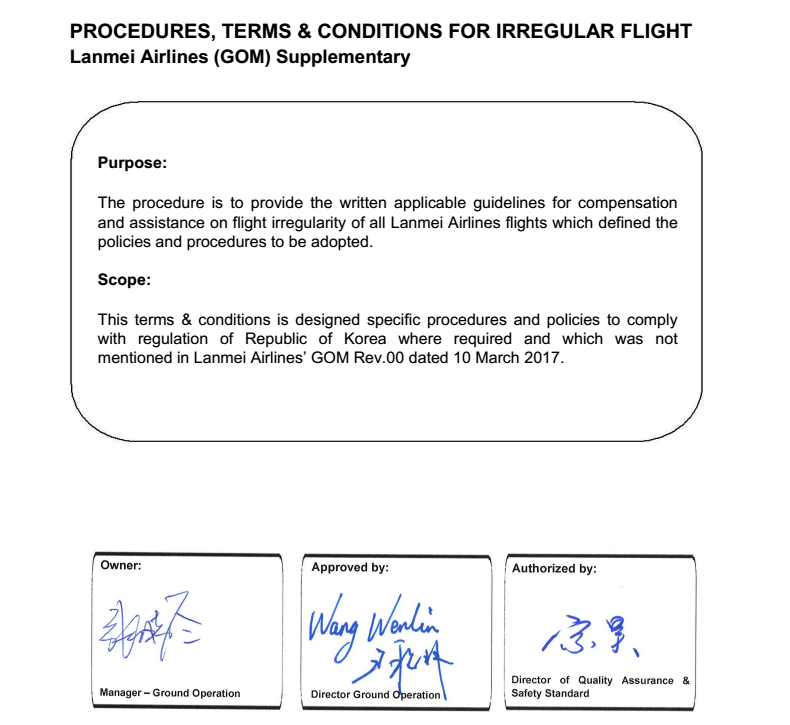 PROCEDURES, TERMS & CONDITIONS FOR IRREGULAR FLIGHT
Lanmei Airlines (GOM) Supplementary
Purpose:
The procedure is to provide the written applicable guidelines for compensation
and assistance on flight irregularity of all Lanmei Airlines flights which defined the
policies and procedures to be adopted.
Scope:
This terms & conditions is designed specific procedures and policies to comply
with regulation of Republic of Korea where required and which was not
mentioned in Lanmei Airlines’ GOM Rev.00 dated 10 March 2017.
Owner:
Manager – Ground Operation
Approved by:
Wang Wenlin
Director Ground Operation
Authorized by:
Director of Quality Assurance &
Safety Standard